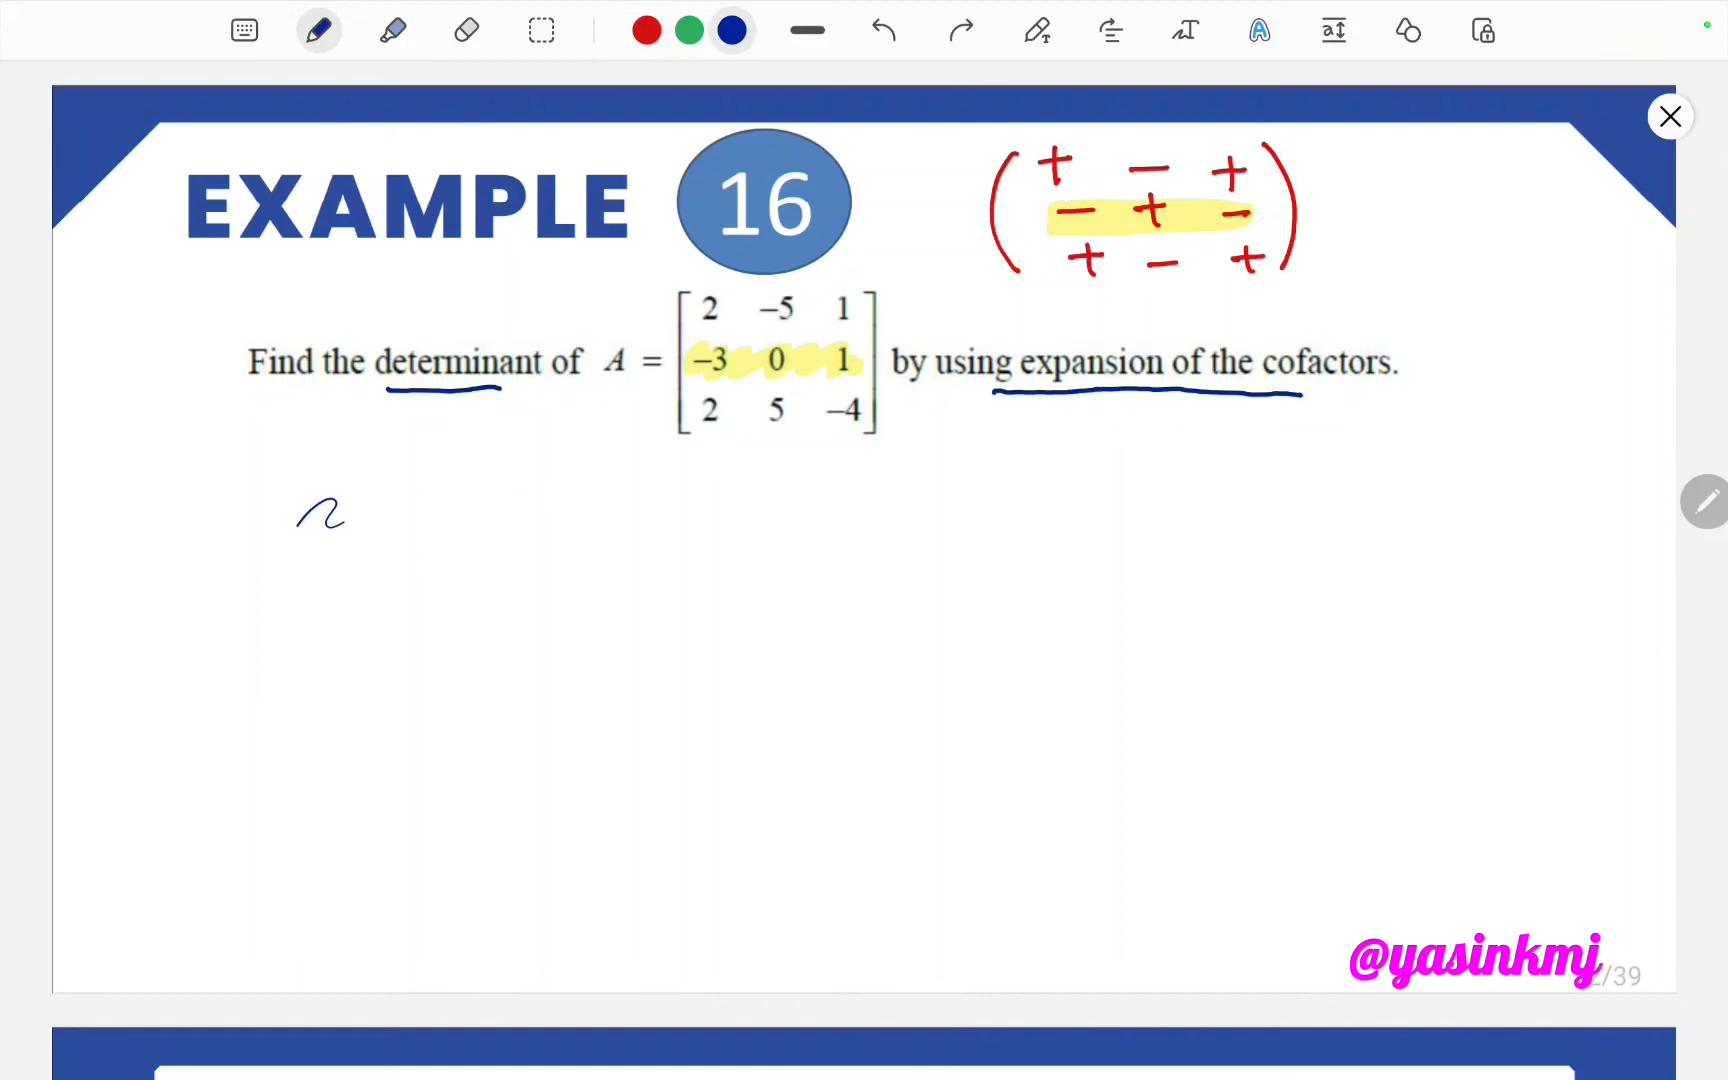 EXAMPLE 16
+ − +
− + −
+ − +
2 −5 1
Find the determinant of A = −3 0 1 by using expansion of the cofactors.
2 5 −4
@yasinkmj
/39